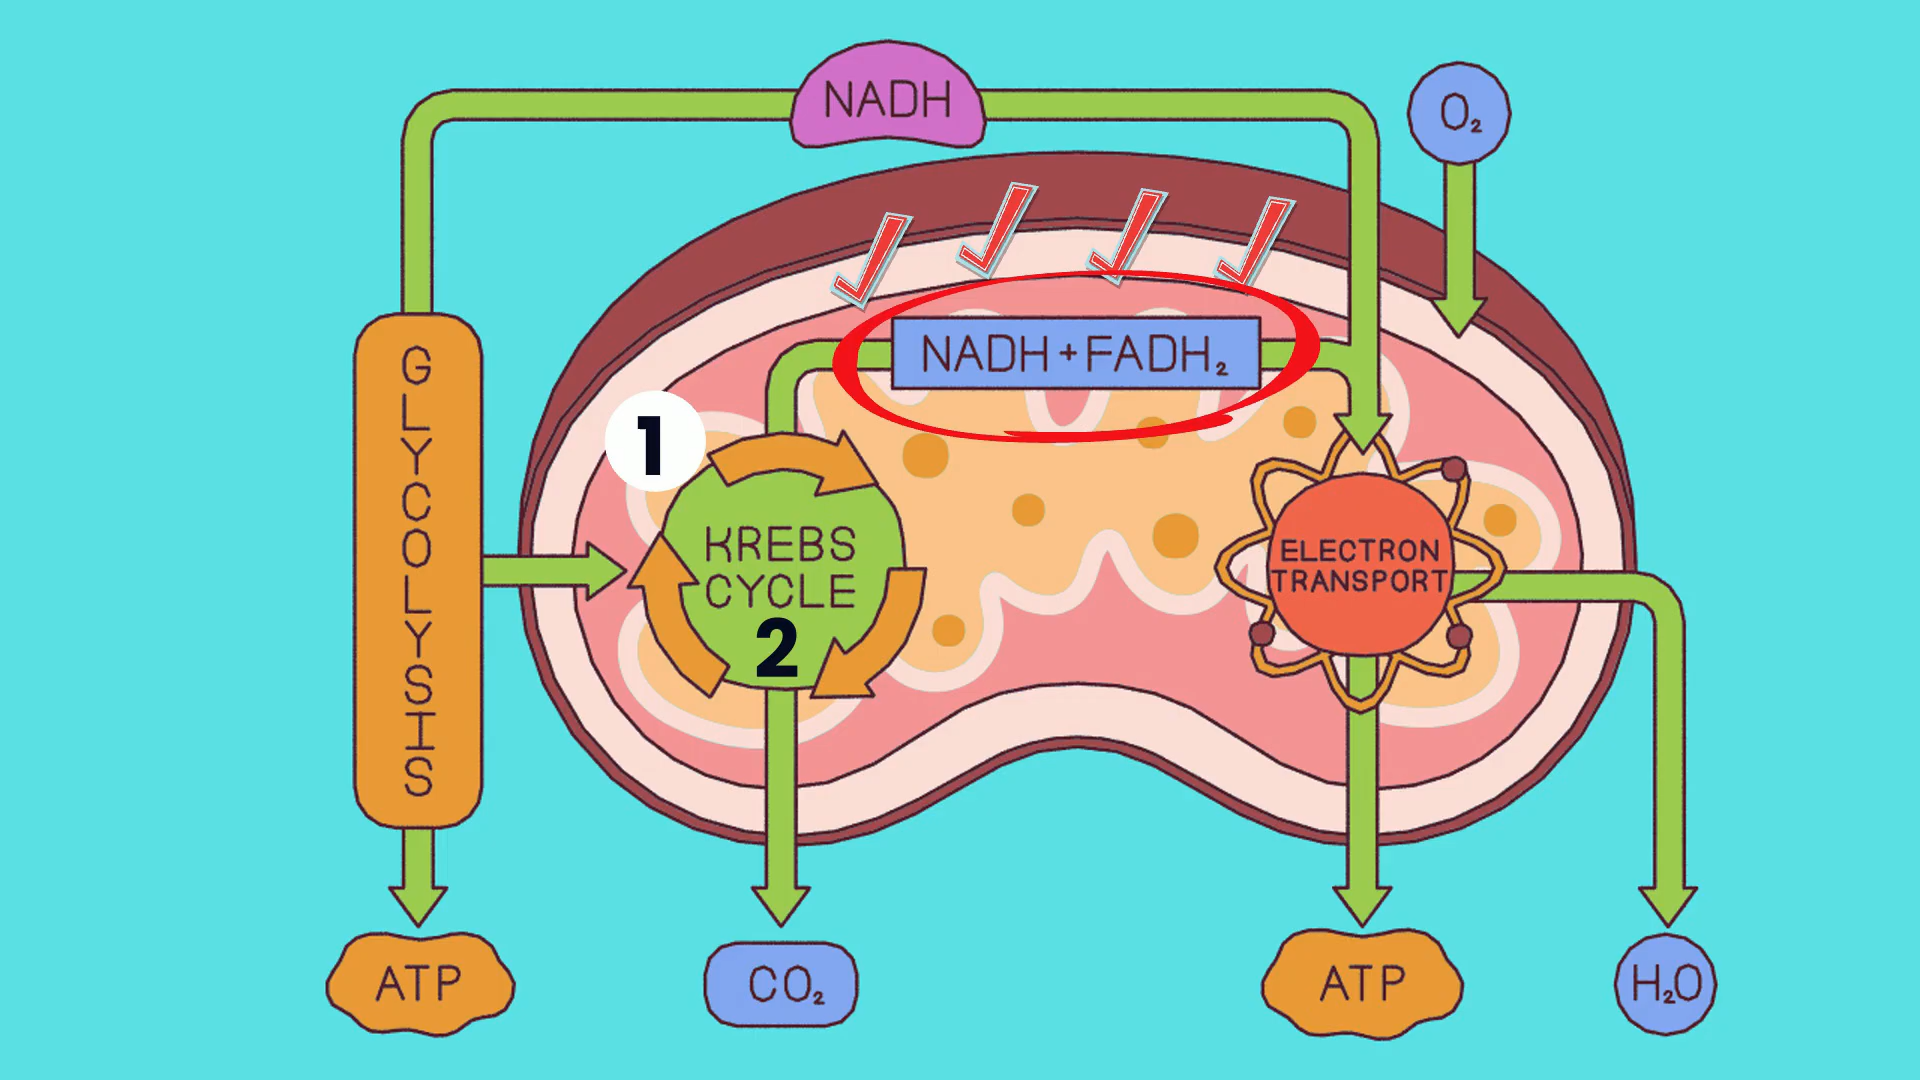 NADH
O₂
NADH + FADH₂
1
GLYCOLYSIS
KREBS
CYCLE
2
ELECTRON
TRANSPORT
ATP
CO₂
ATP
H₂O